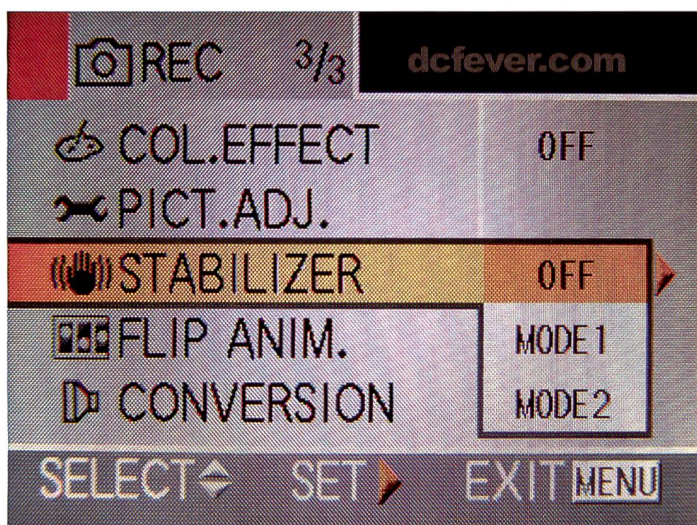 REC 3/3 dcfever.com
COL.EFFECT OFF
PICT.ADJ.
STABILIZER OFF
FLIP ANIM. MODE1
CONVERSION MODE2
SELECT SET EXIT MENU